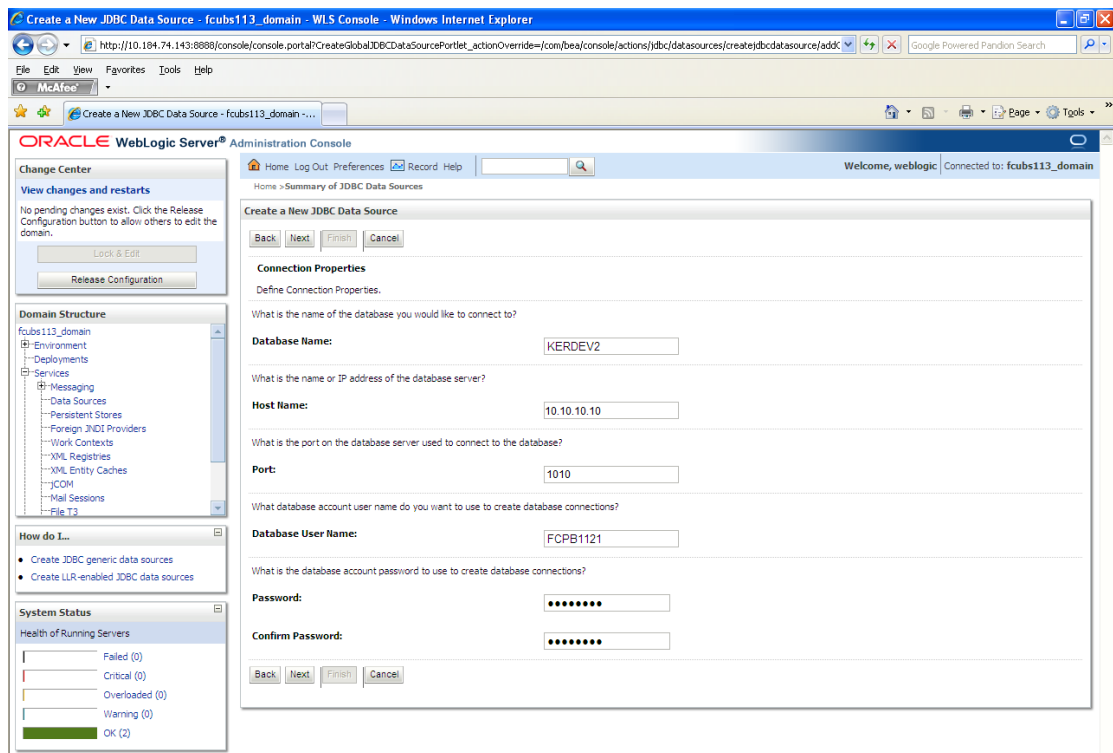 Create a New JDBC Data Source - fcubs113_domain - WLS Console - Windows Internet Explorer
http://10.184.74.143:8888/console/console.portal?CreateGlobalJDBCDataSourcePortlet_actionOverride=/com/bea/console/actions/jdbc/datasources/createjdbcdatasource/addC
Google Powered Pandion Search
File Edit View Favorites Tools Help
McAfee
Create a New JDBC Data Source - fcubs113_domain -...
Page Tools
ORACLE WebLogic Server® Administration Console
Change Center
View changes and restarts
No pending changes exist. Click the Release
Configuration button to allow others to edit the
domain.
Lock & Edit
Release Configuration
Domain Structure
fcubs113_domain
Environment
Deployments
Services
Messaging
Data Sources
Persistent Stores
Foreign JNDI Providers
Work Contexts
XML Registries
XML Entity Caches
jCOM
Mail Sessions
File T3
How do I...
Create JDBC generic data sources
Create LLR-enabled JDBC data sources
System Status
Health of Running Servers
Failed (0)
Critical (0)
Overloaded (0)
Warning (0)
OK (2)
Home Log Out Preferences Record Help
Welcome, weblogic Connected to: fcubs113_domain
Home >Summary of JDBC Data Sources
Create a New JDBC Data Source
Back Next Finish Cancel
Connection Properties
Define Connection Properties.
What is the name of the database you would like to connect to?
Database Name: KERDEV2
What is the name or IP address of the database server?
Host Name: 10.10.10.10
What is the port on the database server used to connect to the database?
Port: 1010
What database account user name do you want to use to create database connections?
Database User Name: FCPB1121
What is the database account password to use to create database connections?
Password: ••••••••
Confirm Password: ••••••••
Back Next Finish Cancel